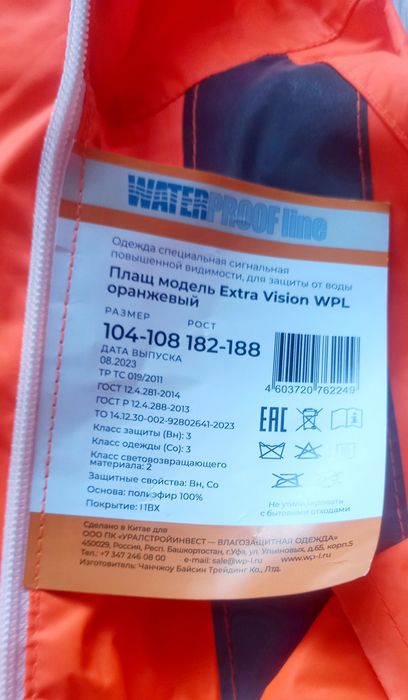 WATERPROOF line
Одежда специальная сигнальная
повышенной видимости, для защиты от воды
Плащ модель Extra Vision WPL
оранжевый
РАЗМЕР РОСТ
104-108 182-188
ДАТА ВЫПУСКА
08.2023
ТР ТС 019/2011
ГОСТ 12.4.281-2014
ГОСТ Р 12.4.288-2013
ТО 14.12.30-002-92802641-2023
Класс защиты (Вн): 3
Класс одежды (Со): 3
Класс световозвращающего
материала: 2
Защитные свойства: Вн, Со
Основа: полиэфир 100%
Покрытие: ПВХ
4 603720 762249
EAC
Не утилизировать
с бытовыми отходами
Сделано в Китае для
ООО ПК «УРАЛСТРОЙИНВЕСТ — ВЛАГОЗАЩИТНАЯ ОДЕЖДА»
450029, Россия, Респ. Башкортостан, г.Уфа, ул. Ульяновых, д.65, корп.5
Тел.: +7 347 246 08 00 e-mail: sale@wp-l.ru www.wp-l.ru
Изготовитель: Чанчжоу Байсин Трейдинг Ко., Лтд.